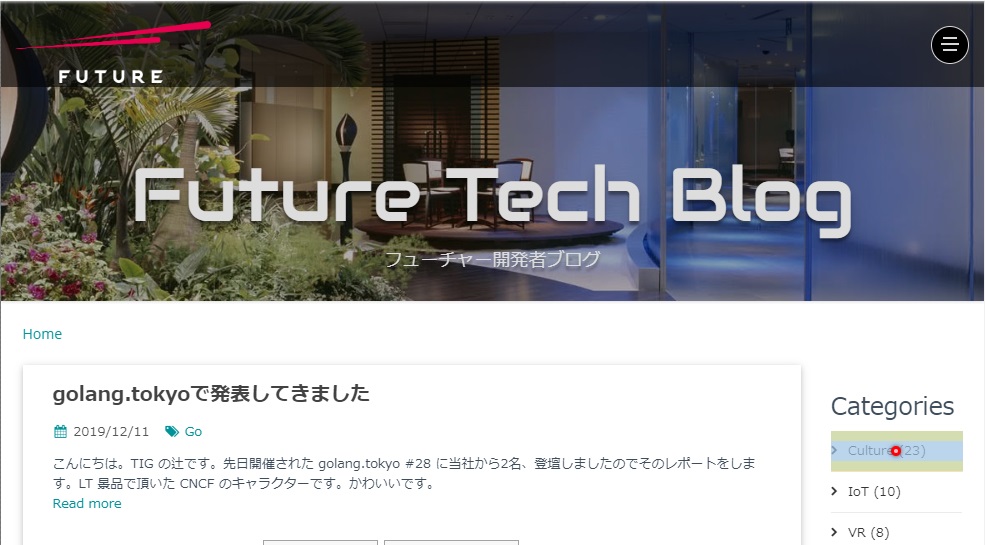 FUTURE
Future Tech Blog
フューチャー開発者ブログ
Home
golang.tokyoで発表してきました
2019/12/11 Go
こんにちは。TIG の辻です。先日開催された golang.tokyo #28 に当社から2名、登壇しましたのでそのレポートをしま
す。LT 景品で頂いた CNCF のキャラクターです。かわいいです。
Read more
Categories
Culture (23)
IoT (10)
VR (8)